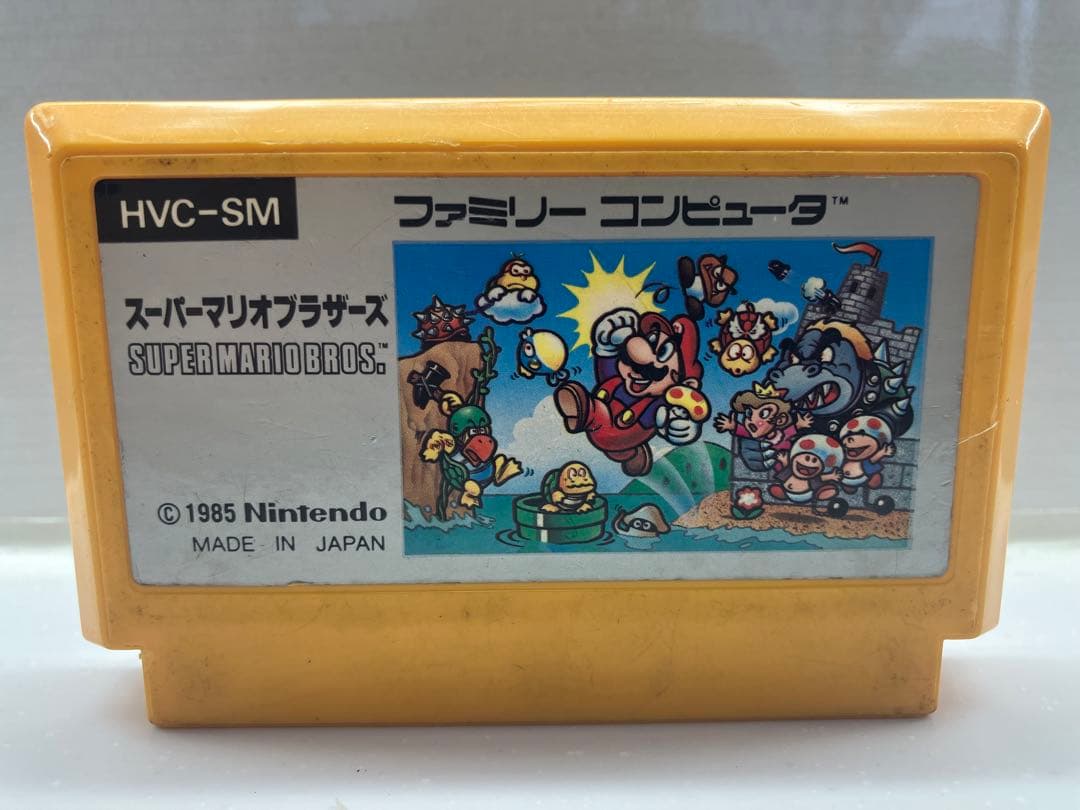 HVC-SM
ファミリー コンピュータ™
スーパーマリオブラザーズ
SUPER MARIO BROS.™
© 1985 Nintendo
MADE IN JAPAN